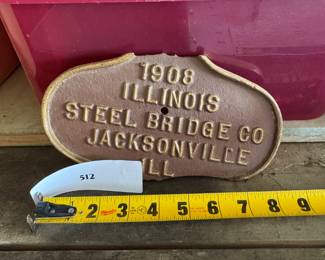 1908
ILLINOIS
STEEL BRIDGE CO
JACKSONVILLE
ILL
512
2 3 4 5 6 7 8 9